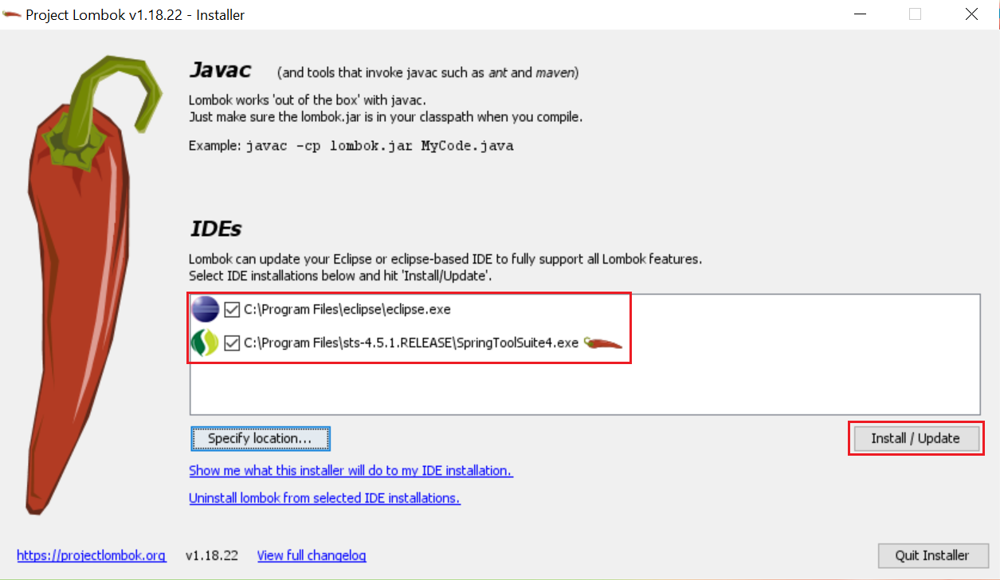 Project Lombok v1.18.22 - Installer
Javac (and tools that invoke javac such as ant and maven)
Lombok works 'out of the box' with javac.
Just make sure the lombok.jar is in your classpath when you compile.
Example: javac -cp lombok.jar MyCode.java
IDEs
Lombok can update your Eclipse or eclipse-based IDE to fully support all Lombok features.
Select IDE installations below and hit 'Install/Update'.
C:\Program Files\eclipse\eclipse.exe
C:\Program Files\sts-4.5.1.RELEASE\SpringToolSuite4.exe
Specify location... Install / Update
Show me what this installer will do to my IDE installation.
Uninstall lombok from selected IDE installations.
https://projectlombok.org v1.18.22 View full changelog Quit Installer